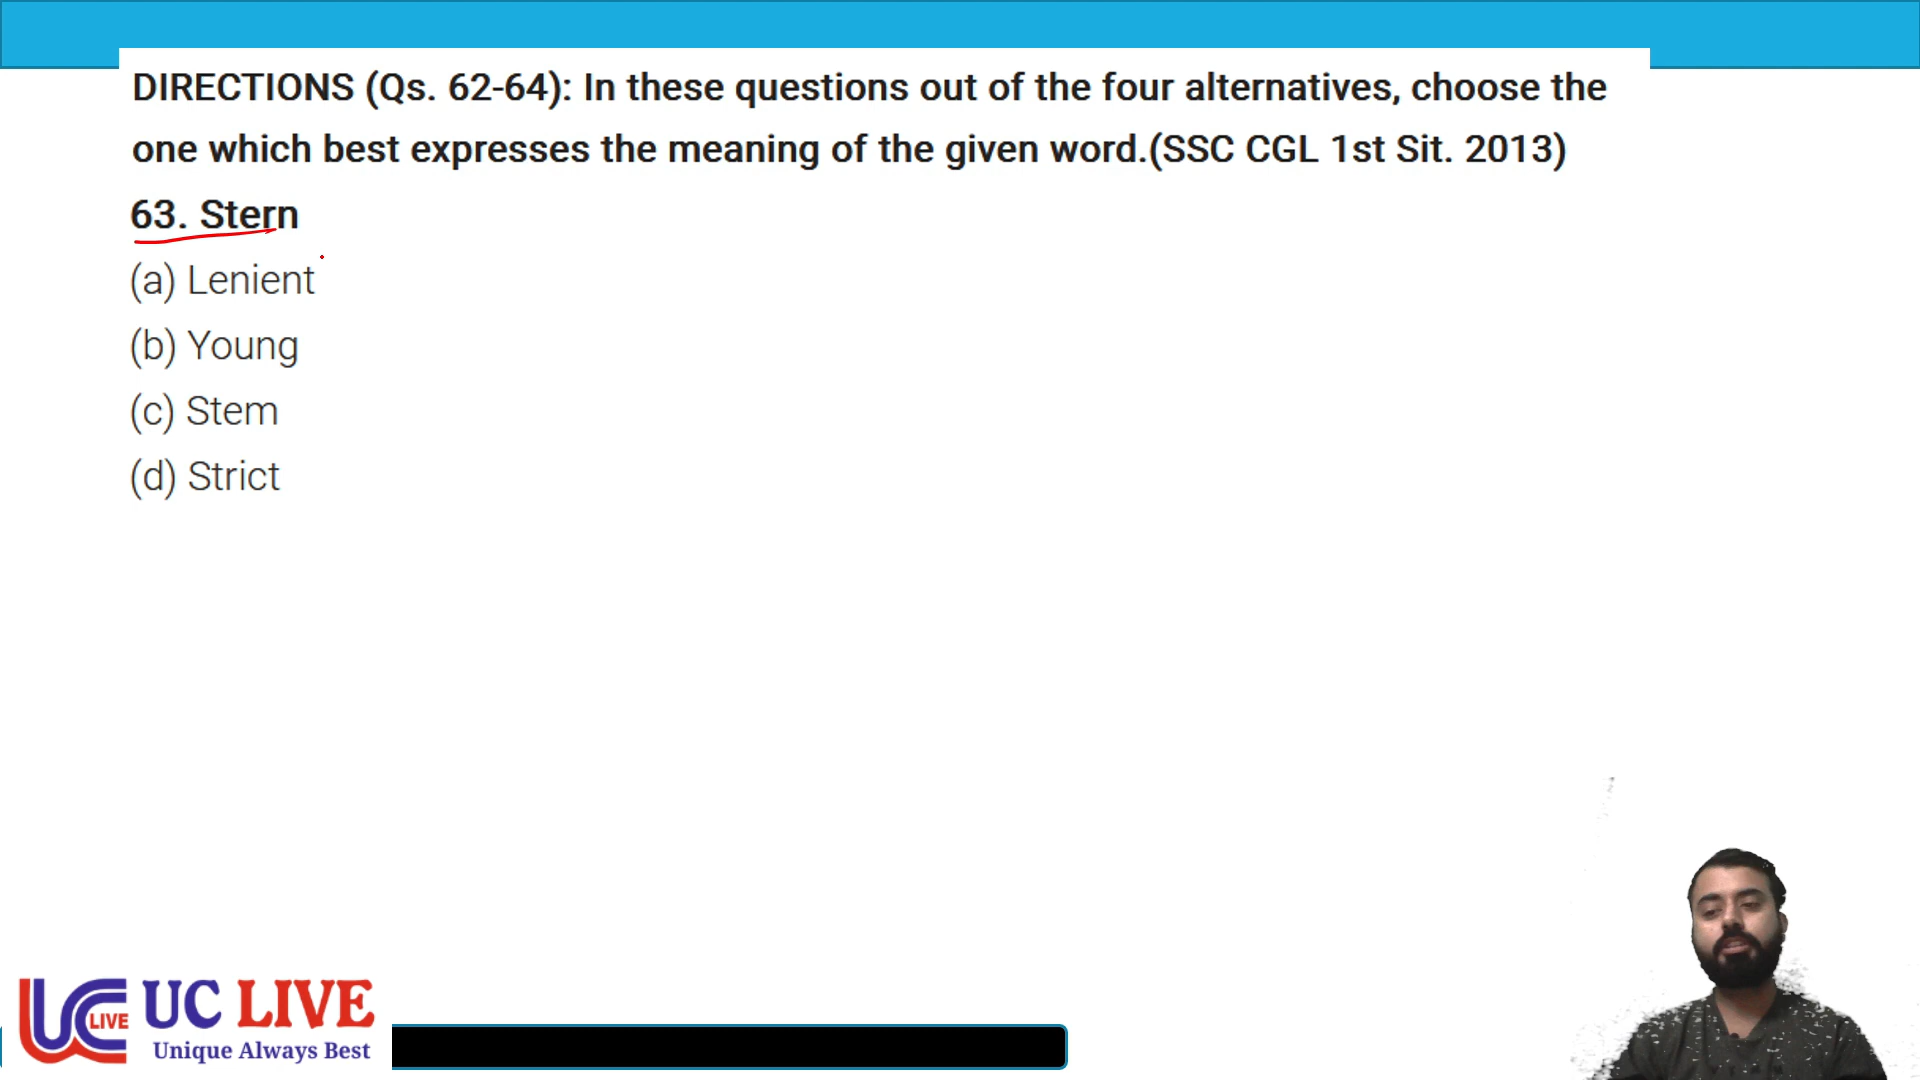 DIRECTIONS (Qs. 62-64): In these questions out of the four alternatives, choose the
one which best expresses the meaning of the given word.(SSC CGL 1st Sit. 2013)
63. Stern
(a) Lenient
(b) Young
(c) Stem
(d) Strict
UC LIVE UC LIVE
Unique Always Best